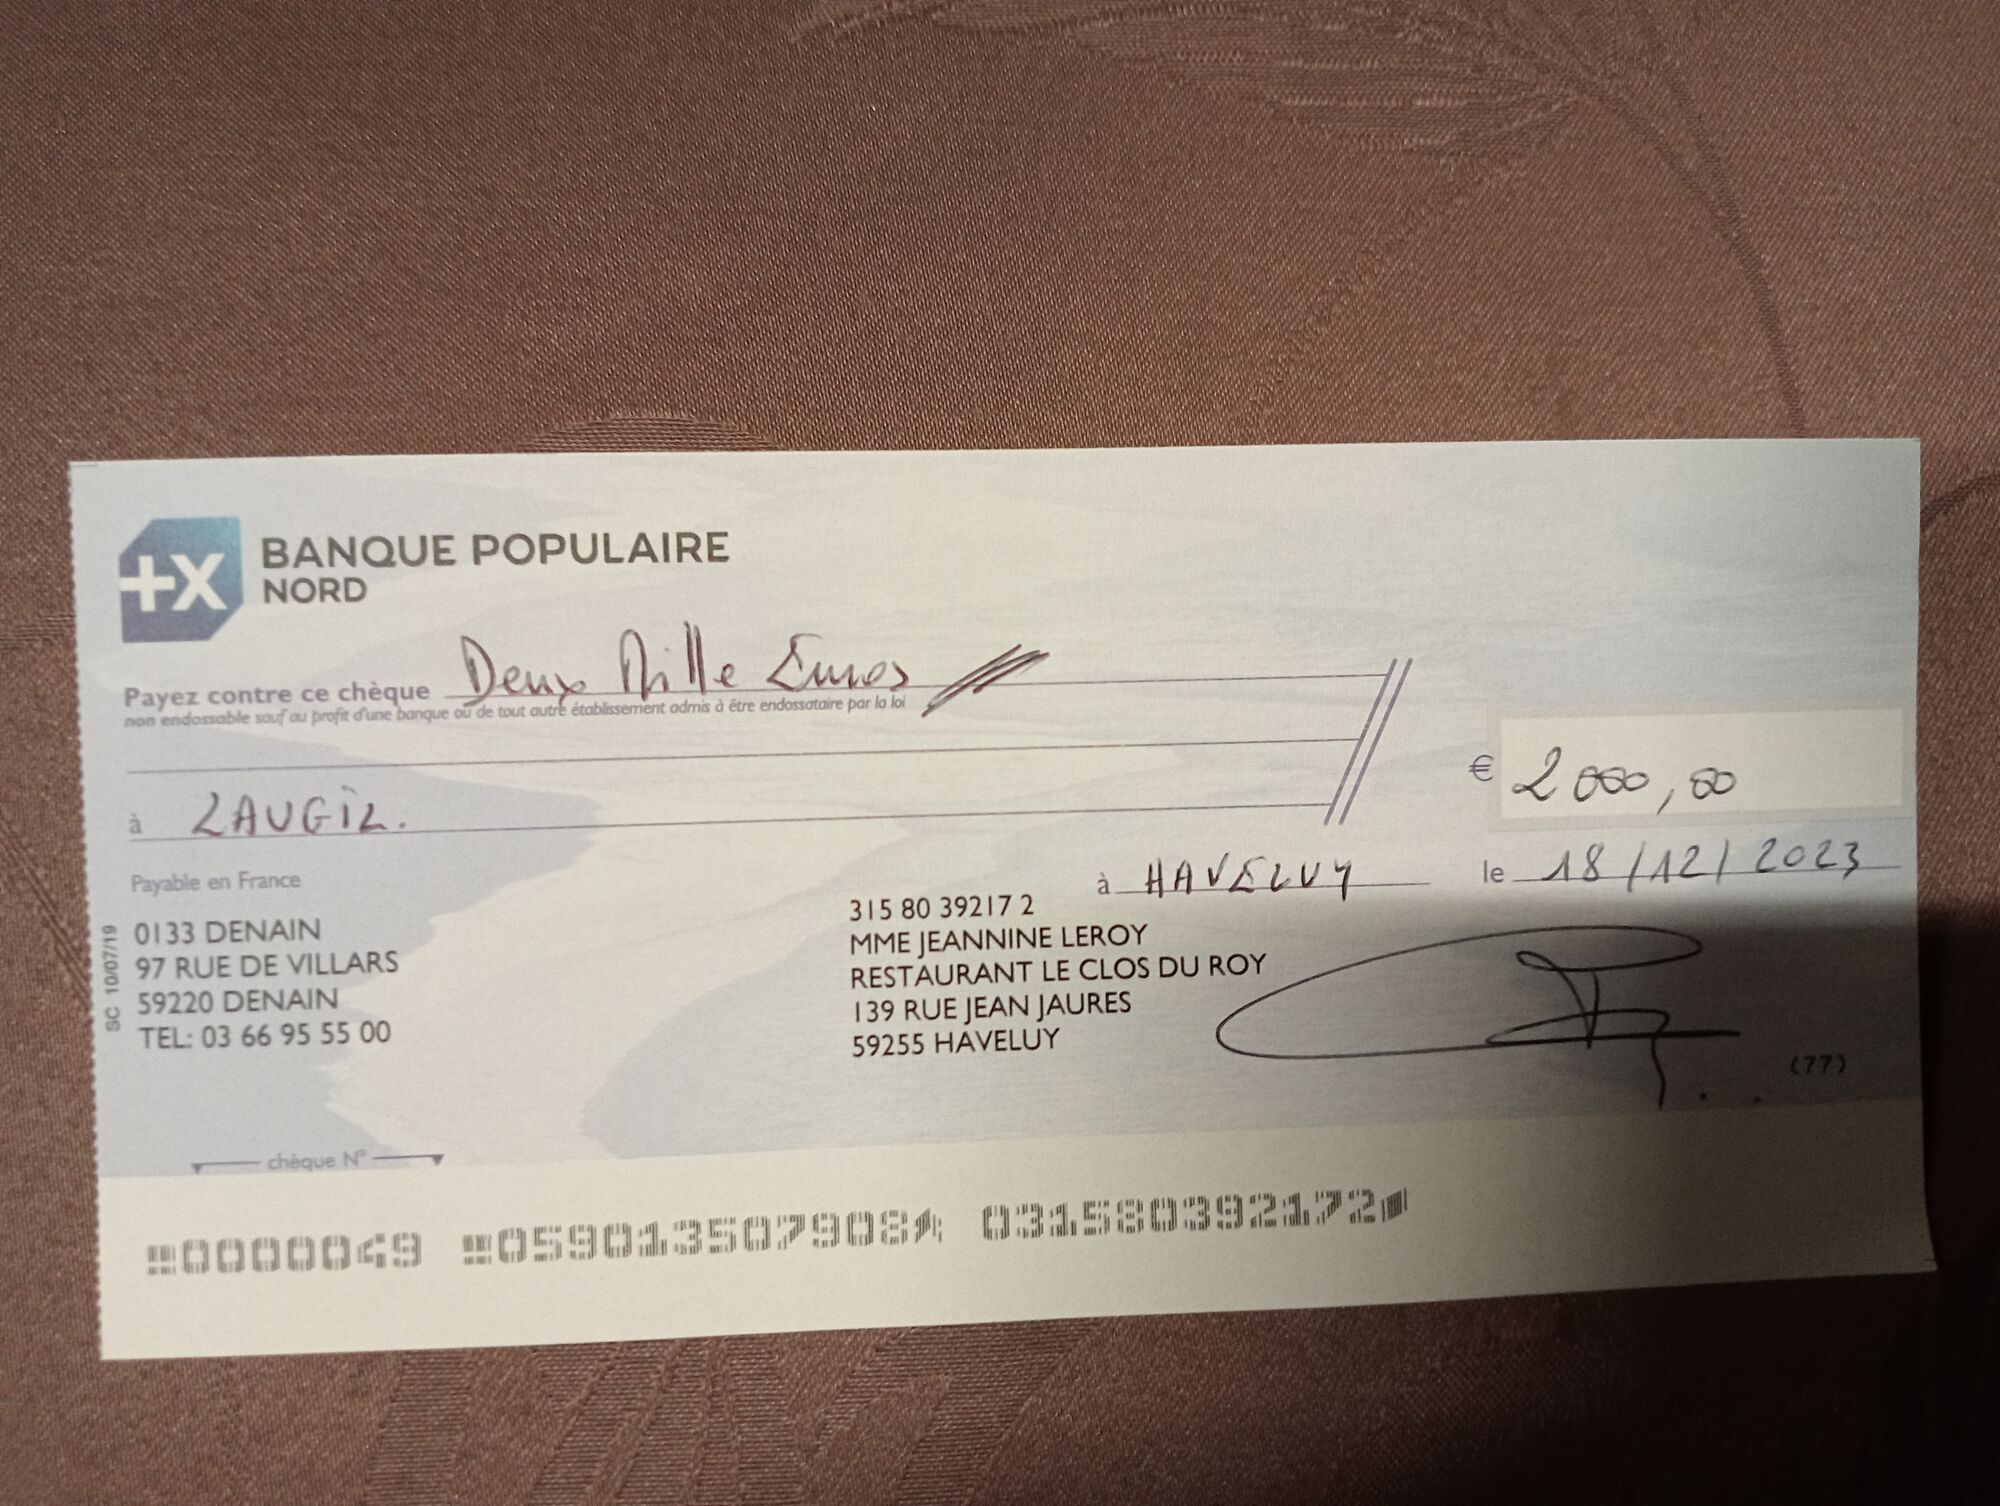 +X BANQUE POPULAIRE
NORD
Payez contre ce chèque Deux Mille Euros
non endossable sauf au profit d'une banque ou de tout autre établissement admis à être endossataire par la loi
€ 2000,00
à LAUGIL.
Payable en France
à HAVELUY le 18/12/2023
0133 DENAIN
97 RUE DE VILLARS
59220 DENAIN
TEL: 03 66 95 55 00
SC 10/07/19
315 80 39217 2
MME JEANNINE LEROY
RESTAURANT LE CLOS DU ROY
139 RUE JEAN JAURES
59255 HAVELUY
(77)
chèque N°
0000049 059013507908 031580392172